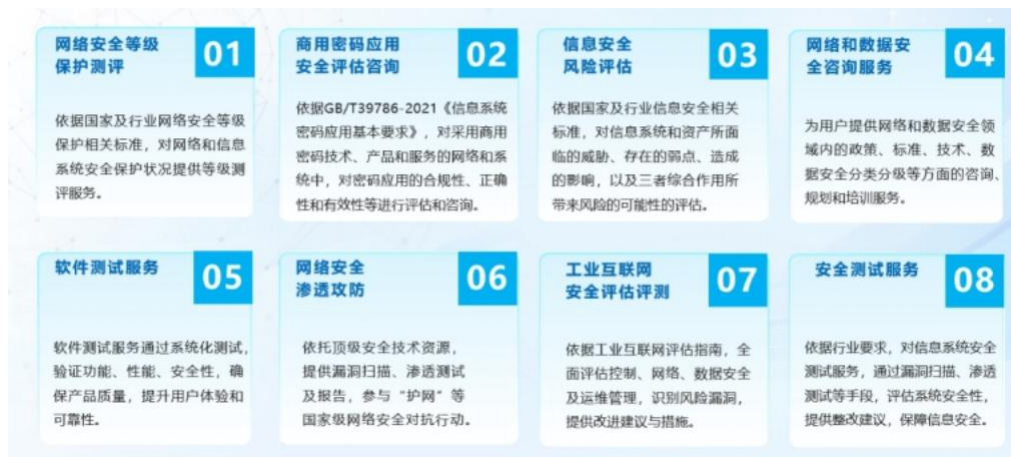 网络安全等级
保护测评
01
依据国家及行业网络安全等级
保护相关标准，对网络和信息
系统安全保护状况提供等级测
评服务。
商用密码应用
安全评估咨询
02
依据GB/T39786-2021《信息系统
密码应用基本要求》，对采用商用
密码技术、产品和服务的网络和系
统中，对密码应用的合规性、正确
性和有效性等进行评估和咨询。
信息安全
风险评估
03
依据国家及行业信息安全相关
标准，对信息系统和资产所面
临的威胁、存在的弱点、造成
的影响，以及三者综合作用所
带来风险的可能性的评估。
网络和数据安
全咨询服务
04
为用户提供网络和数据安全领
域内的政策、标准、技术、数
据安全分类分级等方面的咨询、
规划和培训服务。
软件测试服务
05
软件测试服务通过系统化测试，
验证功能、性能、安全性，确
保产品质量，提升用户体验和
可靠性。
网络安全
渗透攻防
06
依托顶级安全技术资源，
提供漏洞扫描、渗透测试
及报告，参与“护网”等
国家级网络安全对抗行动。
工业互联网
安全评估评测
07
依据工业互联网评估指南，全
面评估控制、网络、数据安全
及运维管理，识别风险漏洞，
提供改进建议与措施。
安全测试服务
08
依据行业要求，对信息系统安全
测试服务，通过漏洞扫描、渗透
测试等手段，评估系统安全性，
提供整改建议，保障信息安全。